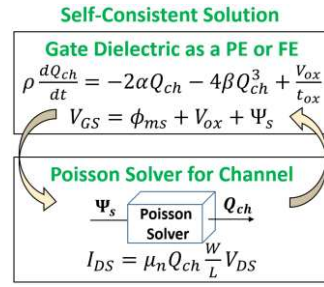 Self-Consistent Solution
Gate Dielectric as a PE or FE
ρ dQ_ch/dt = −2αQ_ch − 4βQ_ch^3 + V_ox/t_ox
V_GS = ϕ_ms + V_ox + Ψ_s
Poisson Solver for Channel
Ψ_s Poisson Solver Q_ch
I_DS = μ_n Q_ch W/L V_DS